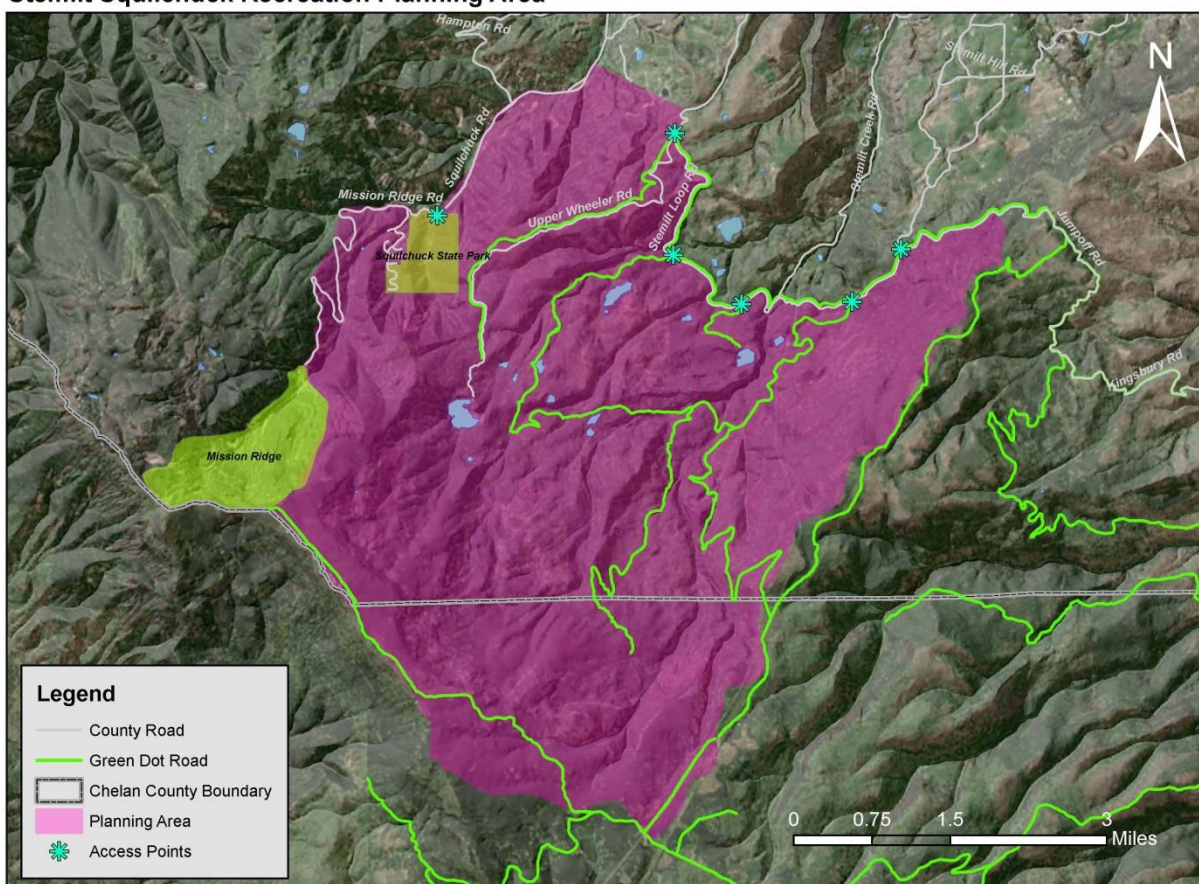 Stemilt Squilchuck Recreation Planning Area
Hampton Rd
Stemilt Hill Rd
N
Squilchuck Rd
Stemilt Creek Rd
Mission Ridge Rd
Upper Wheeler Rd
Stemilt Loop Rd
Jumpoff Rd
Squilchuck State Park
Kingsbury Rd
Mission Ridge
Legend
County Road
Green Dot Road
Chelan County Boundary
Planning Area
Access Points
0 0.75 1.5 3
Miles